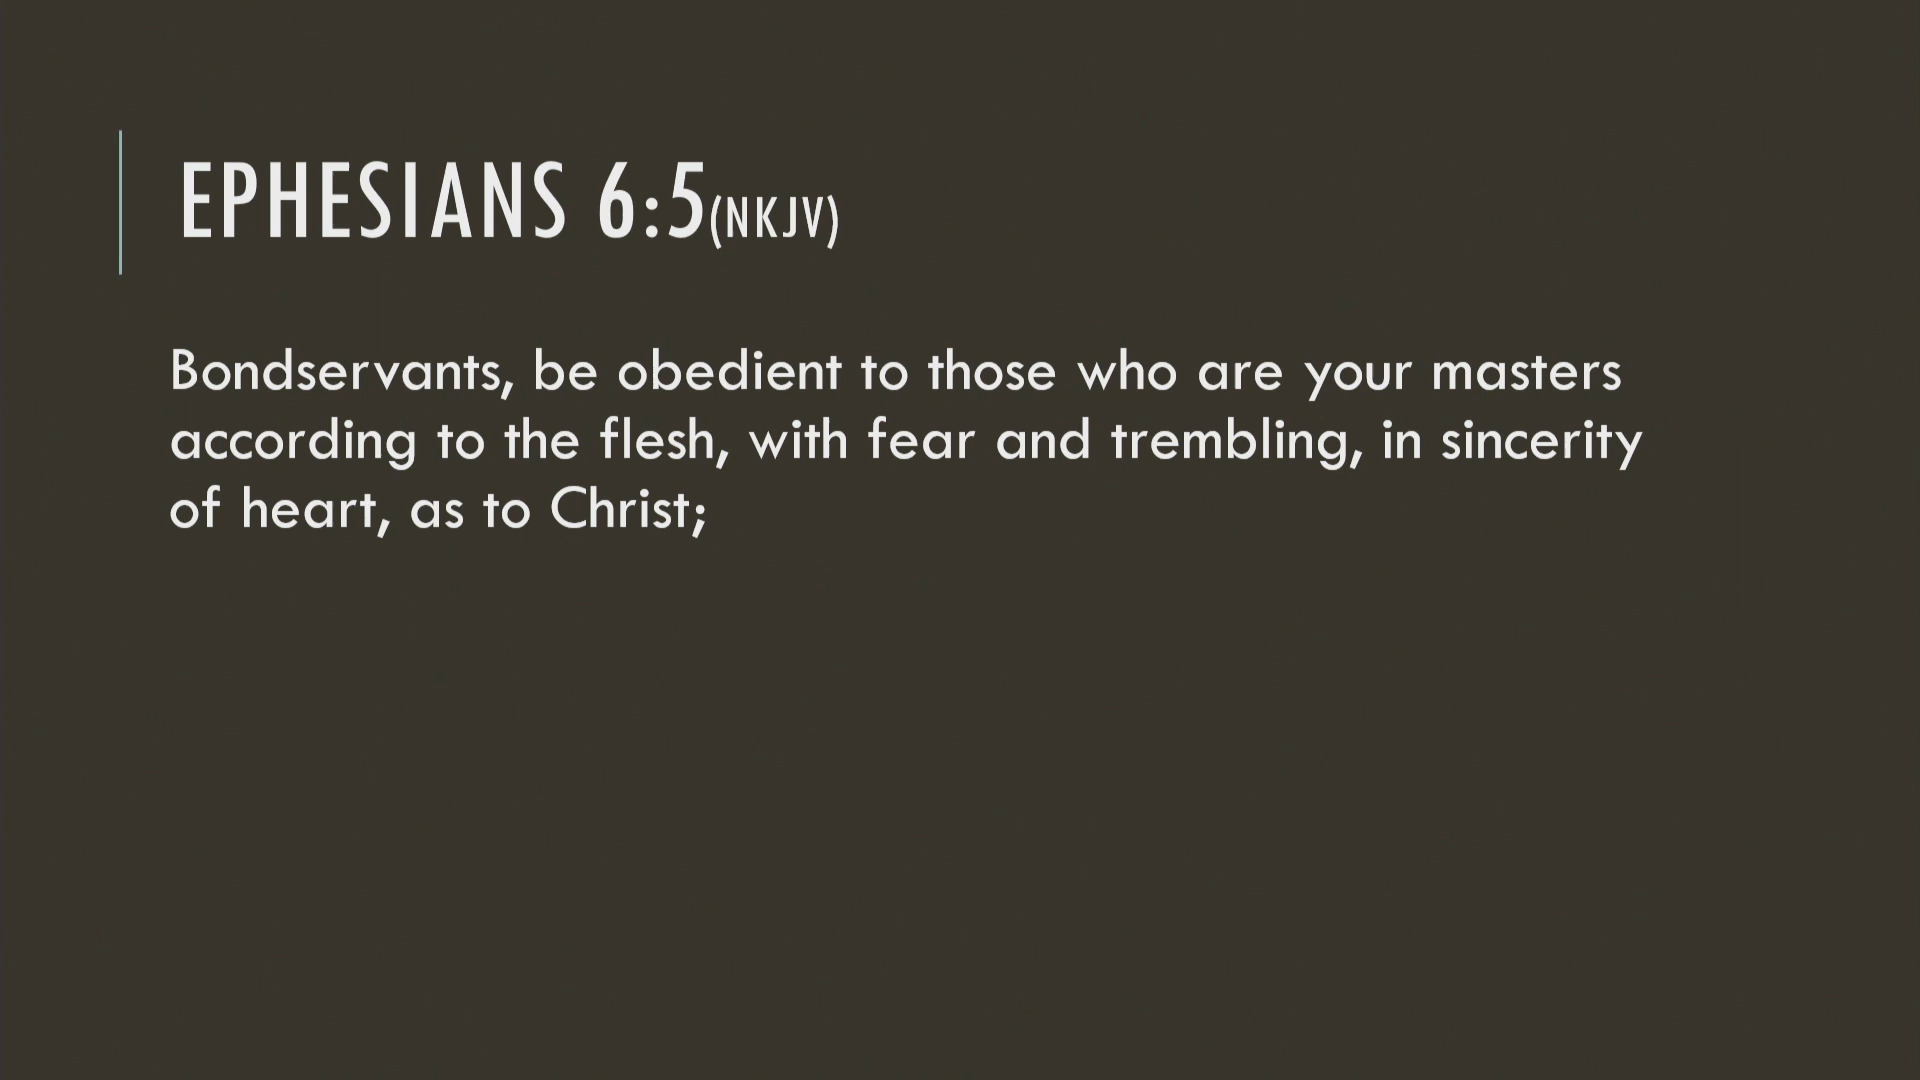 EPHESIANS 6:5(NKJV)
Bondservants, be obedient to those who are your masters
according to the flesh, with fear and trembling, in sincerity
of heart, as to Christ;